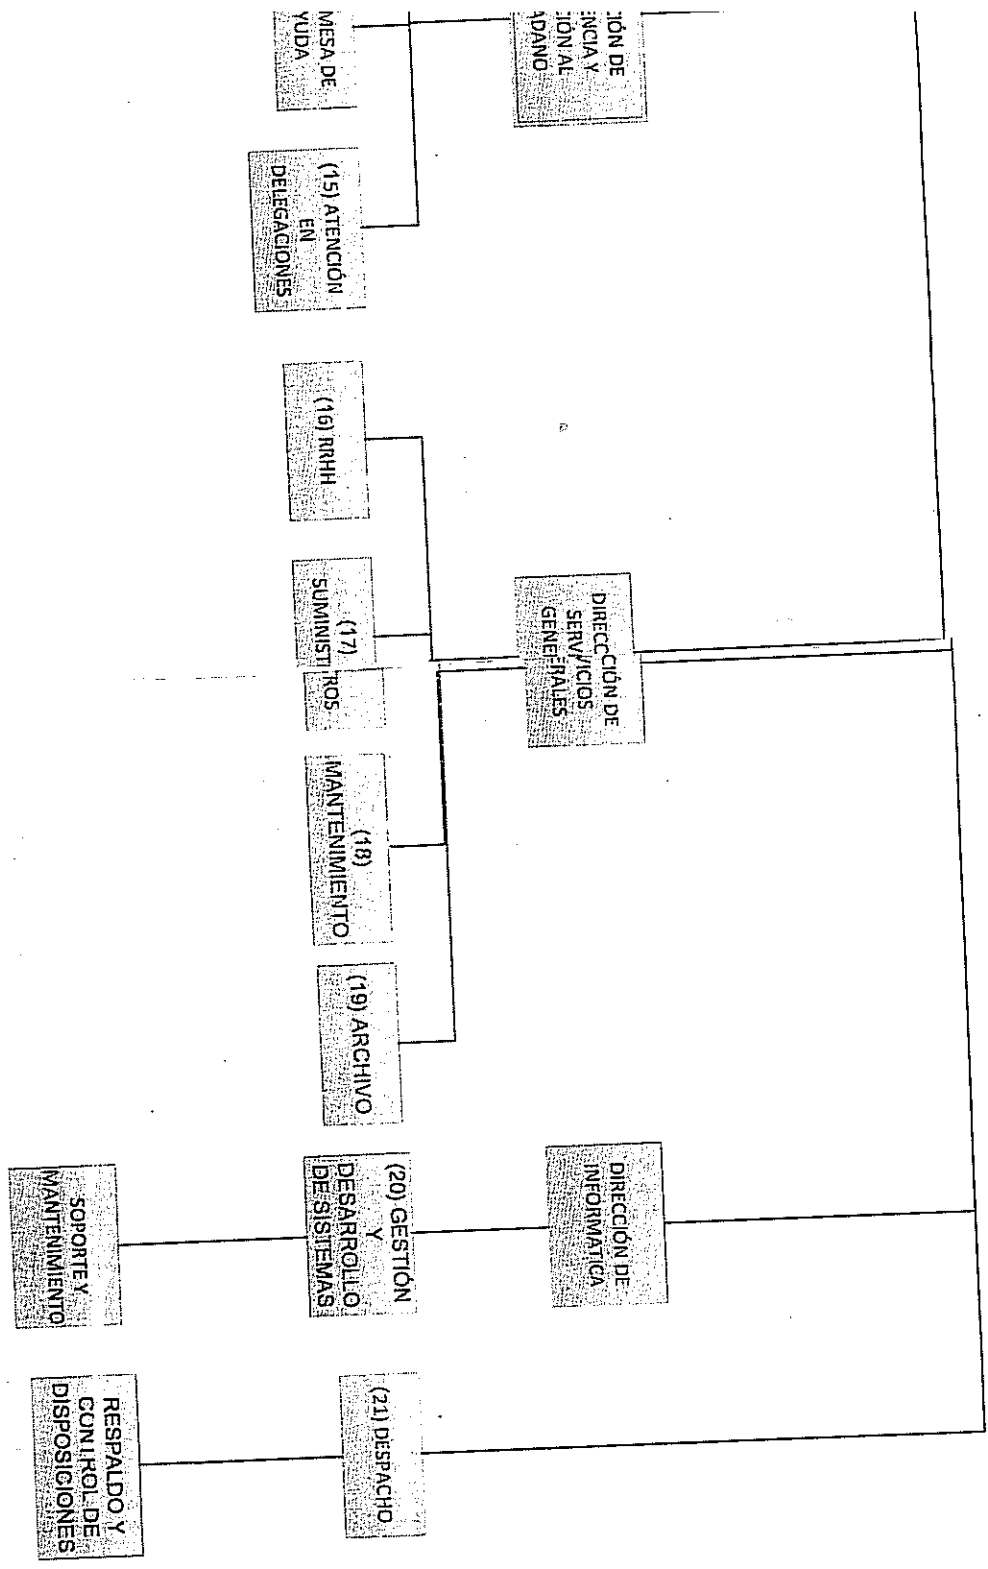 IÓN DE
ENCIA Y
CIÓN AL
ADANO
DIRECCIÓN DE
SERVICIOS
GENERALES
DIRECCIÓN DE
INFORMATICA
MESA DE
YUDA
(15) ATENCIÓN
EN
DELEGACIONES
(16) RRHH
(17)
SUMINISTROS
(18)
MANTENIMIENTO
(19) ARCHIVO
(20) GESTIÓN
Y
DESARROLLO
DE SISTEMAS
(21) DESPACHO
SOPORTE Y
MANTENIMIENTO
RESPALDO Y
CONTROL DE
DISPOSICIONES